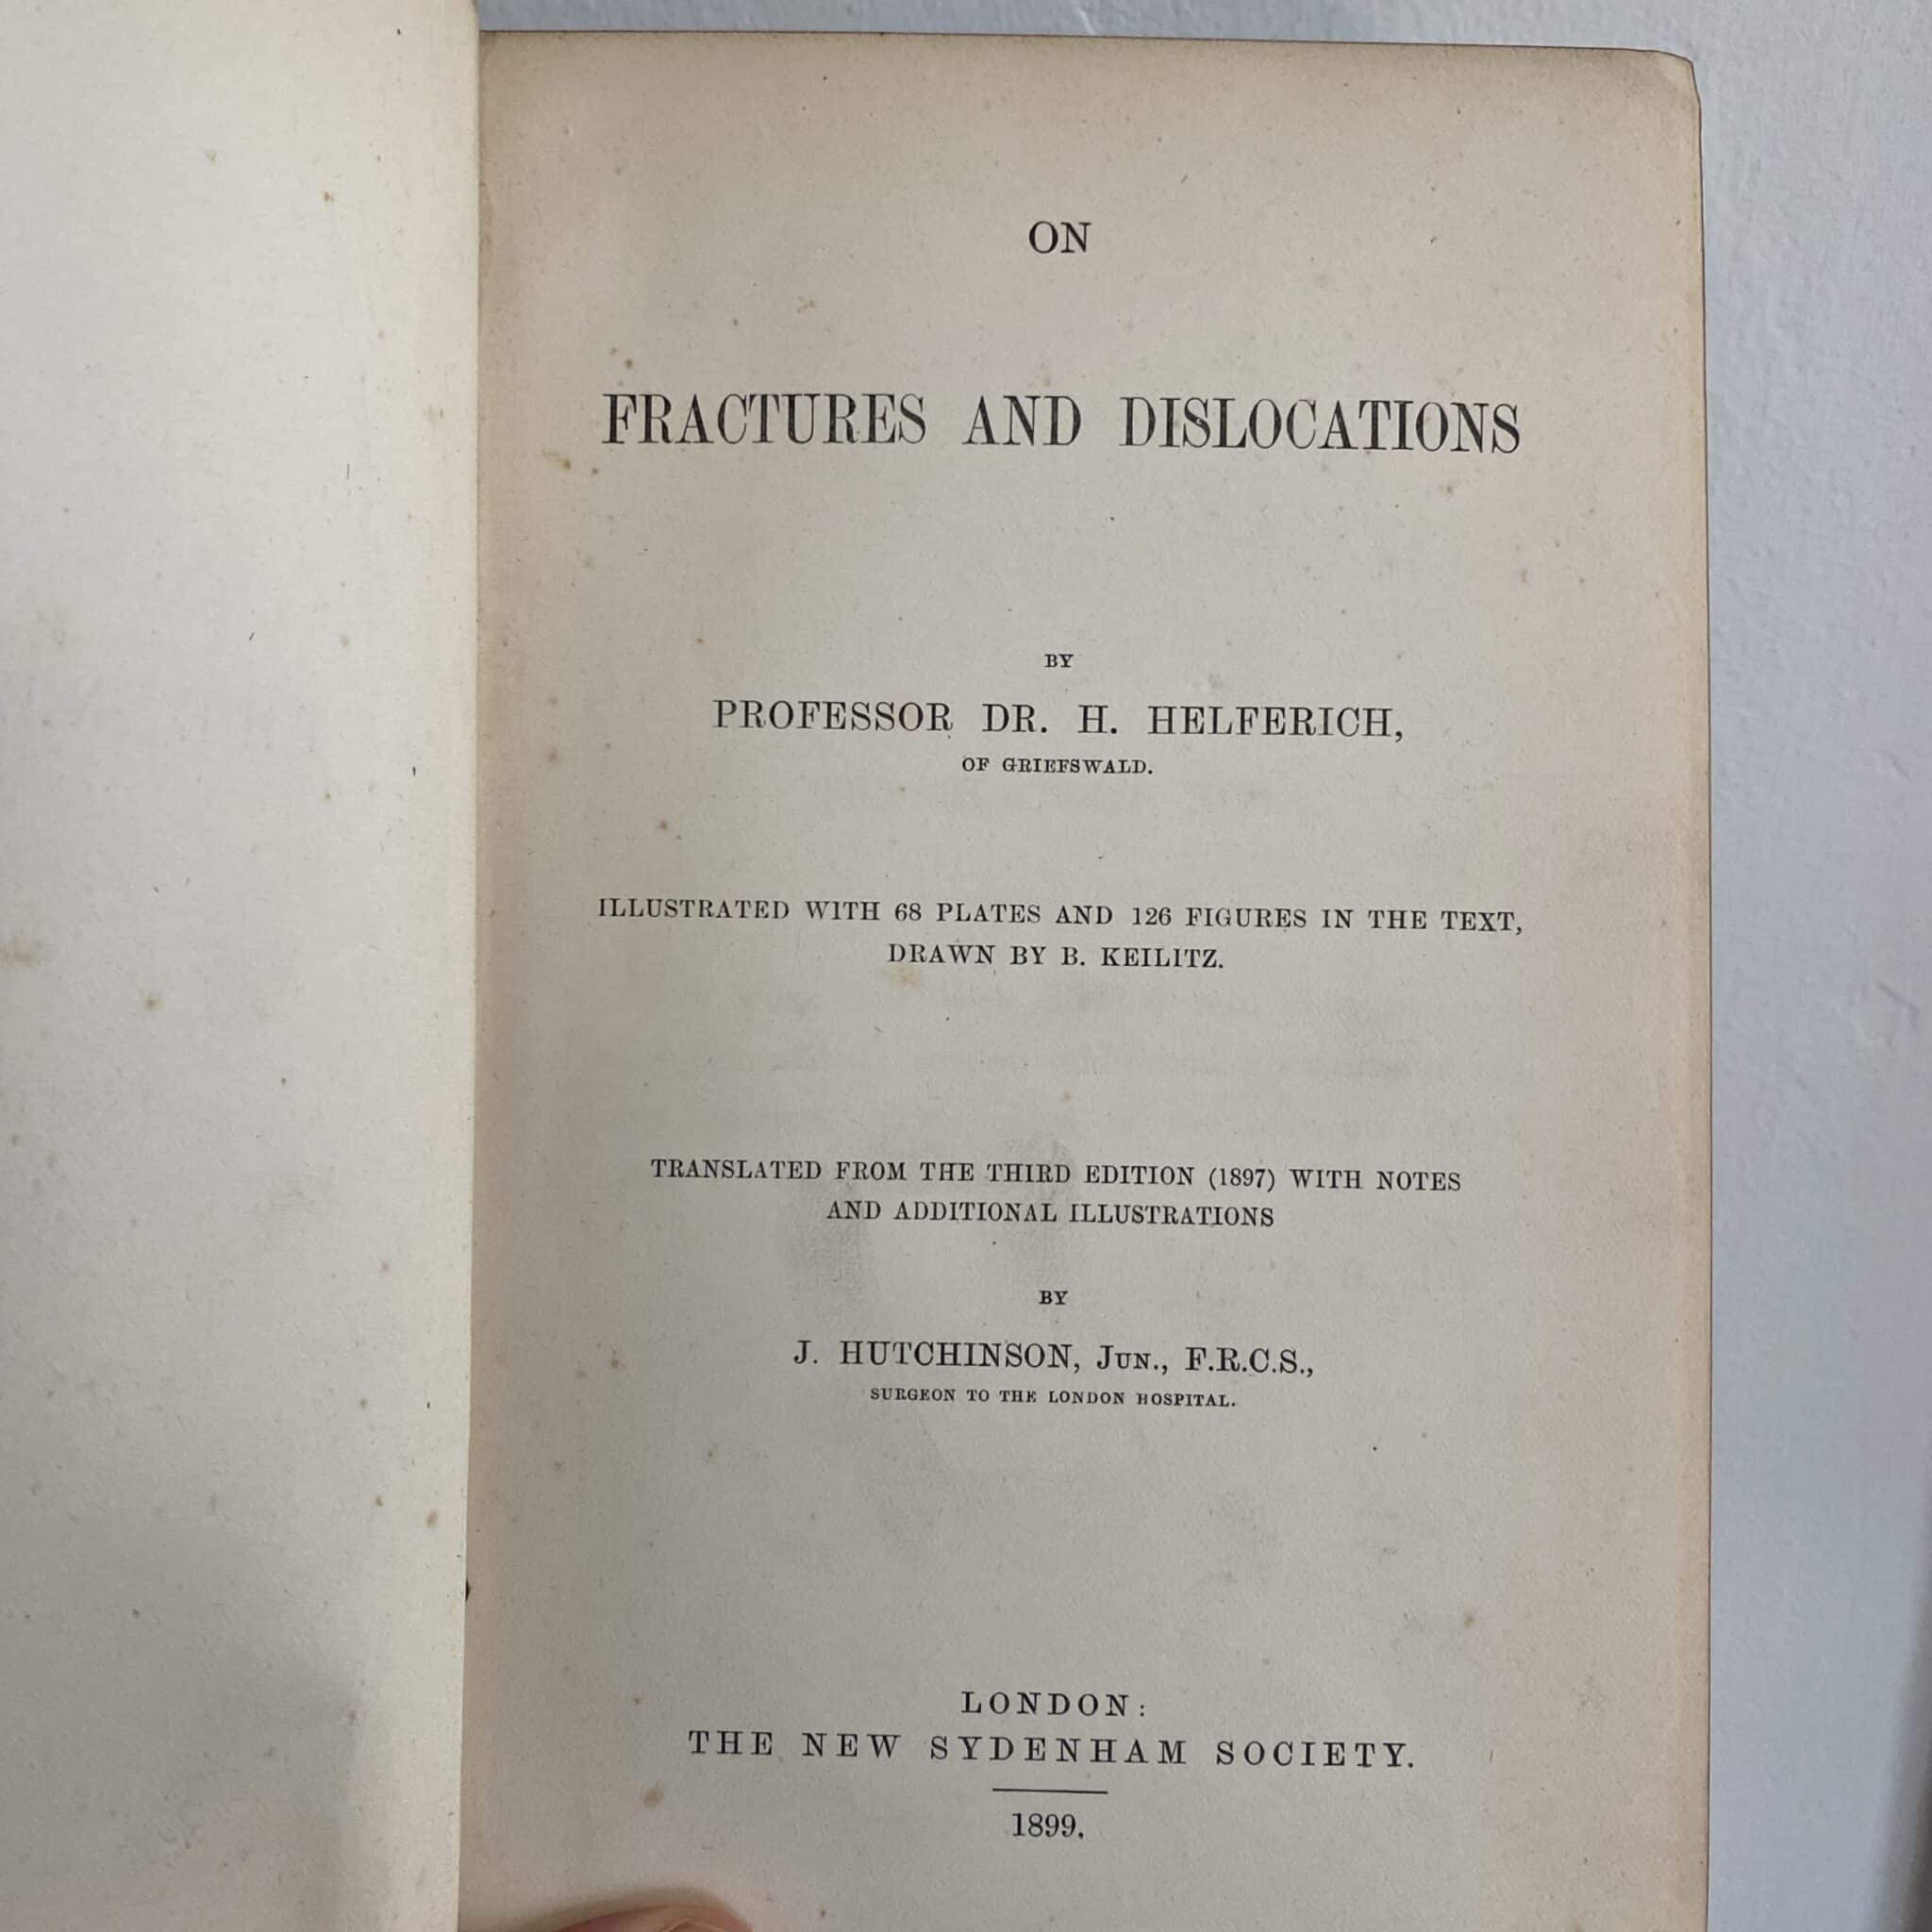 ON
FRACTURES AND DISLOCATIONS
BY
PROFESSOR DR. H. HELFERICH,
OF GRIEFSWALD.
ILLUSTRATED WITH 68 PLATES AND 126 FIGURES IN THE TEXT,
DRAWN BY B. KEILITZ.
TRANSLATED FROM THE THIRD EDITION (1897) WITH NOTES
AND ADDITIONAL ILLUSTRATIONS
BY
J. HUTCHINSON, JUN., F.R.C.S.,
SURGEON TO THE LONDON HOSPITAL.
LONDON:
THE NEW SYDENHAM SOCIETY.
1899.